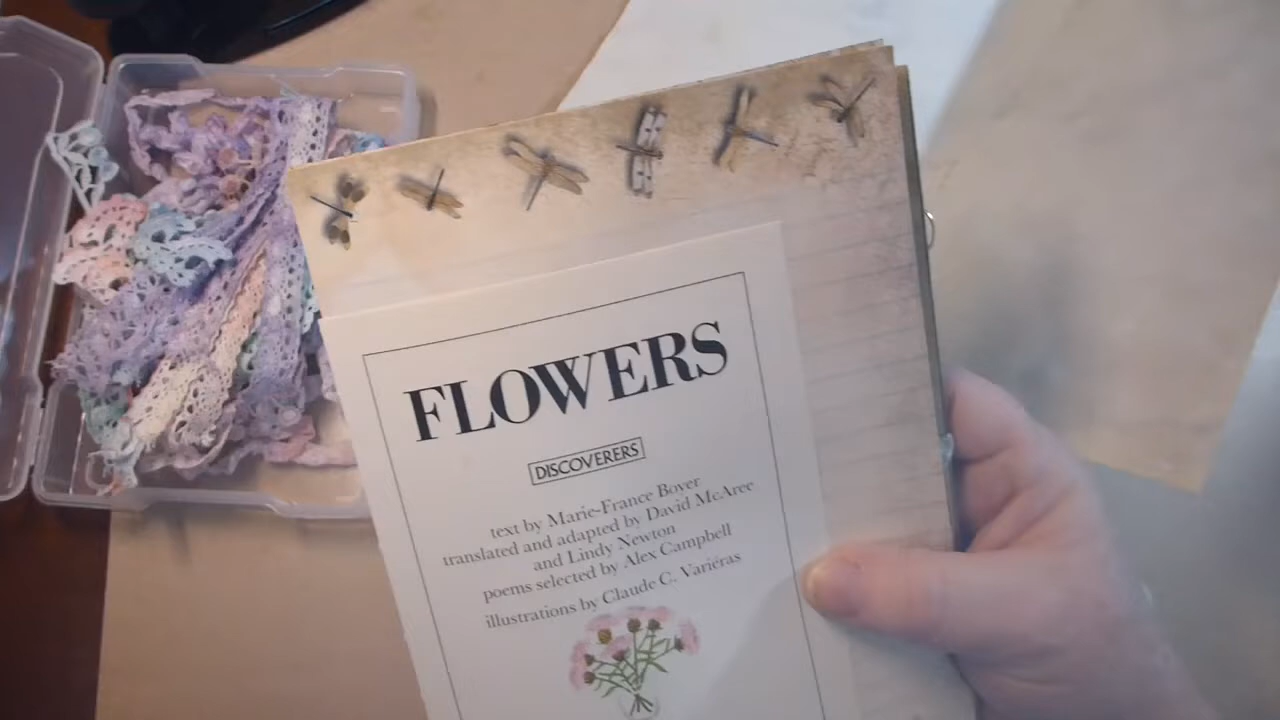 FLOWERS
DISCOVERERS
text by Marie-France Boyer
translated and adapted by David McAree
and Lindy Newton
poems selected by Alex Campbell
illustrations by Claude C. Variéras